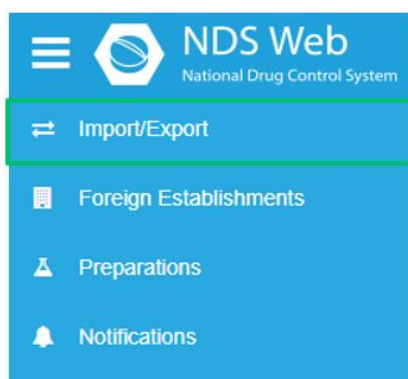 NDS Web
National Drug Control System
Import/Export
Foreign Establishments
Preparations
Notifications